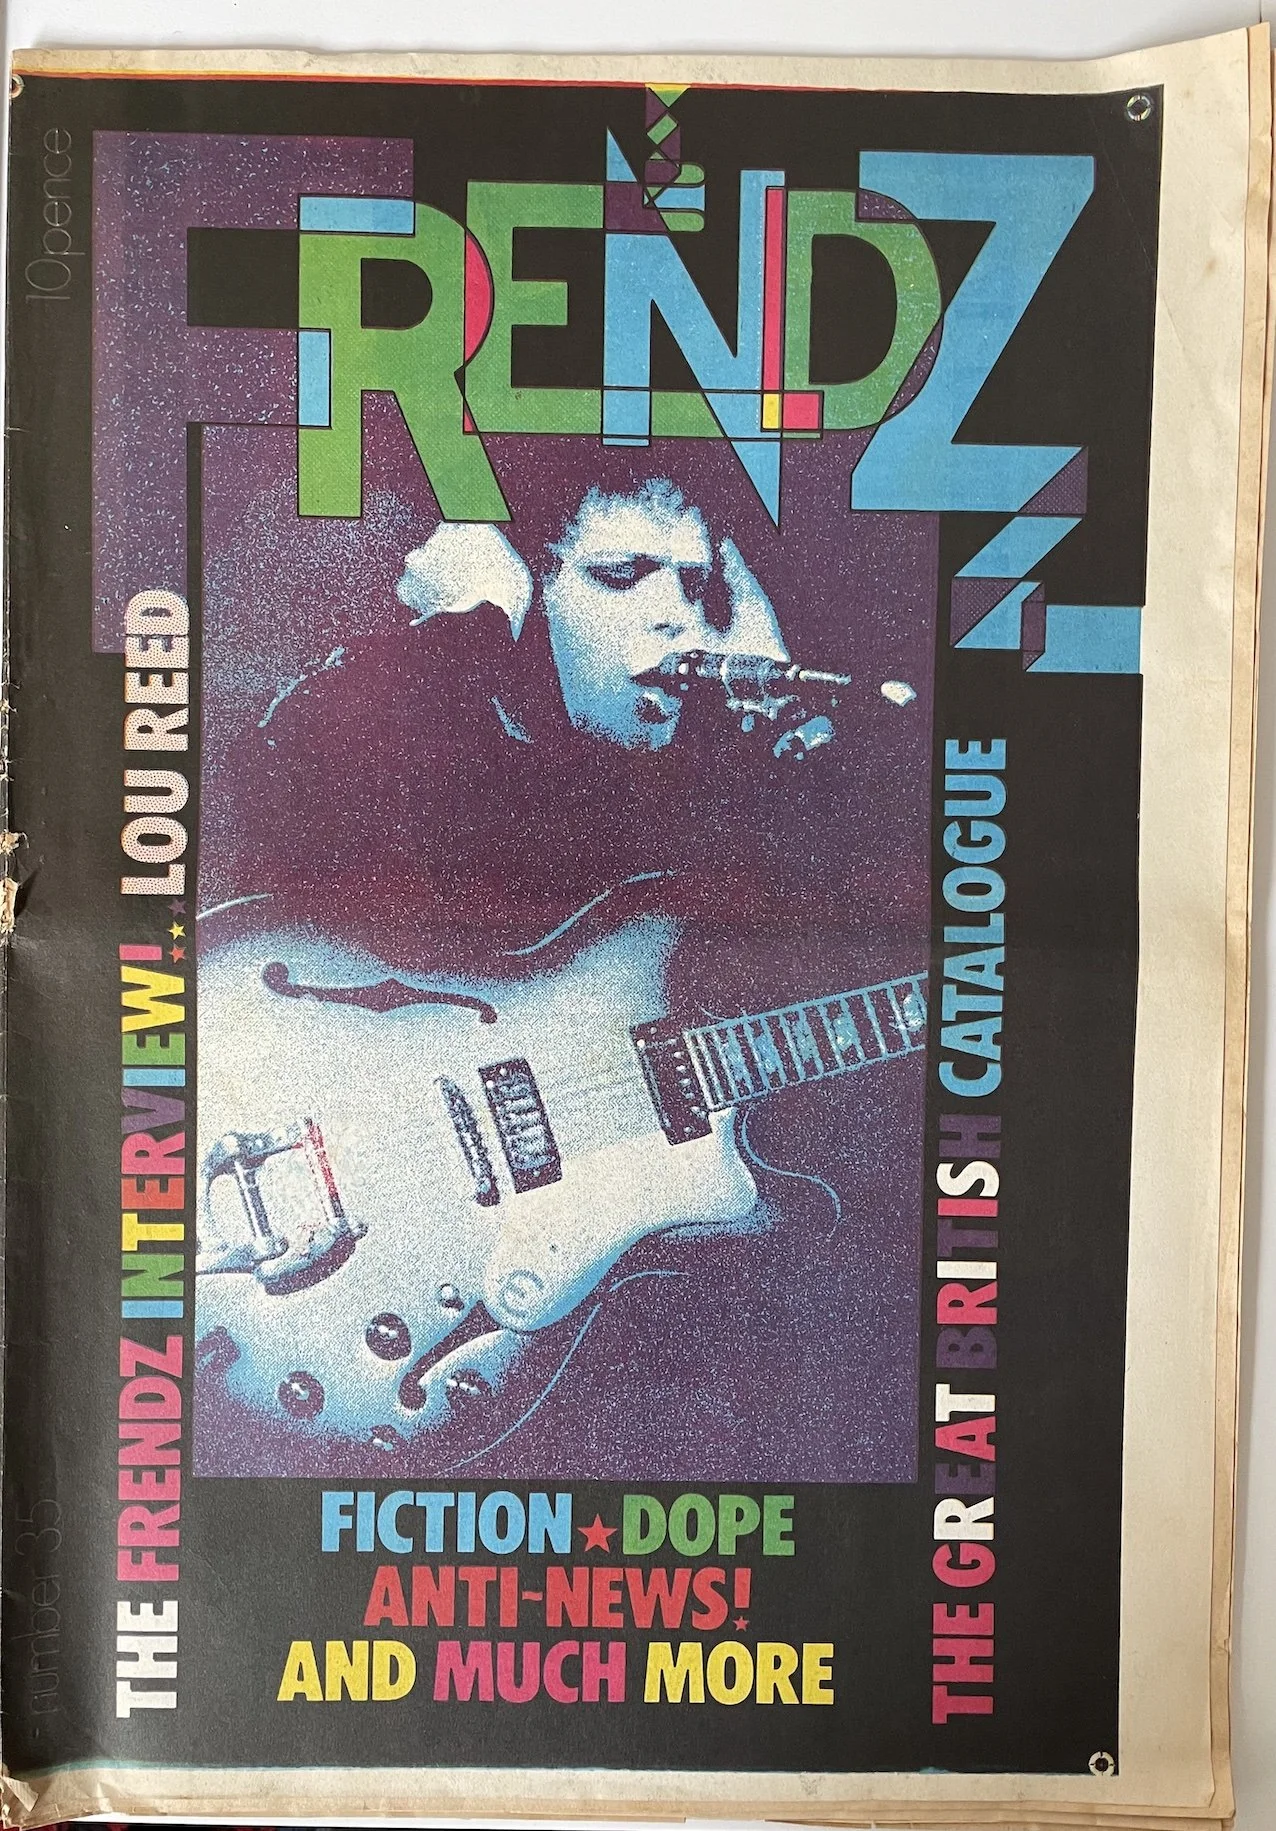 10pence
FRENDZ
THE FRENDZ INTERVIEW!..LOU REED
THE GREAT BRITISH CATALOGUE
FICTION★DOPE
ANTI-NEWS!
AND MUCH MORE
number 35